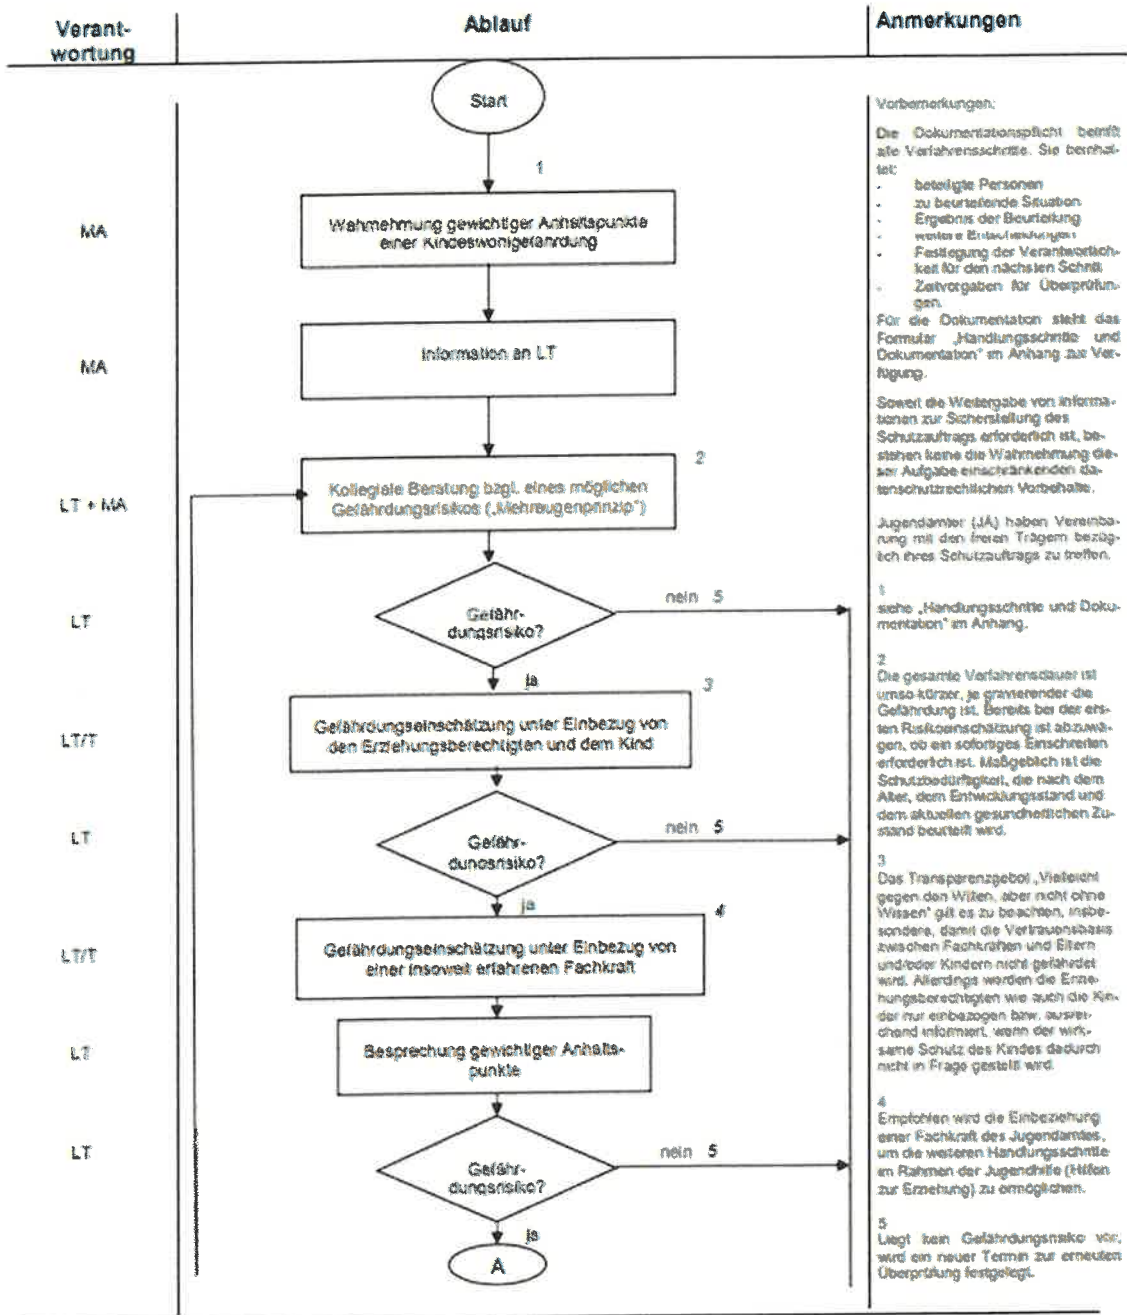 Verant-
wortung
Ablauf
Anmerkungen
Start
1
MA
Wahrnehmung gewichtiger Anhaltspunkte
einer Kindeswohlgefährdung
MA
Information an LT
2
LT + MA
Kollegiale Beratung bzgl. eines möglichen
Gefährdungsrisikos („Mehraugenprinzip“)
LT
Gefähr-
dungsrisiko?
nein 5
ja
3
LT/T
Gefährdungseinschätzung unter Einbezug von
den Erziehungsberechtigten und dem Kind
LT
Gefähr-
dungsrisiko?
nein 5
ja
4
LT/T
Gefährdungseinschätzung unter Einbezug von
einer insoweit erfahrenen Fachkraft
LT
Besprechung gewichtiger Anhalts-
punkte
LT
Gefähr-
dungsrisiko?
nein 5
ja
A
Vorbemerkungen:
Die Dokumentationspflicht betrifft
alle Verfahrensschritte. Sie beinhal-
tet:
- beteiligte Personen
- zu beurteilende Situation
- Ergebnis der Beurteilung
- weitere Entscheidungen
- Festlegung der Verantwortlich-
keit für den nächsten Schritt
- Zeitvorgaben für Überprüfun-
gen.
Für die Dokumentation steht das
Formular „Handlungsschritte und
Dokumentation“ im Anhang zur Ver-
fügung.
Soweit die Weitergabe von Informa-
tionen zur Sicherstellung des
Schutzauftrags erforderlich ist, be-
stehen keine die Wahrnehmung die-
ser Aufgabe einschränkenden da-
tenschutzrechtlichen Vorbehalte.
Jugendämter (JÄ) haben Vereinba-
rung mit den freien Trägern bezüg-
lich ihres Schutzauftrags zu treffen.
1
siehe „Handlungsschritte und Doku-
mentation“ im Anhang.
2
Die gesamte Verfahrensdauer ist
umso kürzer, je gravierender die
Gefährdung ist. Bereits bei der ers-
ten Risikoeinschätzung ist abzuwä-
gen, ob ein sofortiges Einschreiten
erforderlich ist. Maßgeblich ist die
Schutzbedürftigkeit, die nach dem
Alter, dem Entwicklungsstand und
dem aktuellen gesundheitlichen Zu-
stand beurteilt wird.
3
Das Transparenzgebot „Vielleicht
gegen den Willen, aber nicht ohne
Wissen“ gilt es zu beachten, insbe-
sondere, damit die Vertrauensbasis
zwischen Fachkräften und Eltern
und/oder Kindern nicht gefährdet
wird. Allerdings werden die Erzie-
hungsberechtigten wie auch die Kin-
der nur einbezogen bzw. ausrei-
chend informiert, wenn der wirk-
same Schutz des Kindes dadurch
nicht in Frage gestellt wird.
4
Empfohlen wird die Einbeziehung
einer Fachkraft des Jugendamtes,
um die weiteren Handlungsschritte
im Rahmen der Jugendhilfe (Hilfen
zur Erziehung) zu ermöglichen.
5
Liegt kein Gefährdungsrisiko vor,
wird ein neuer Termin zur erneuten
Überprüfung festgelegt.